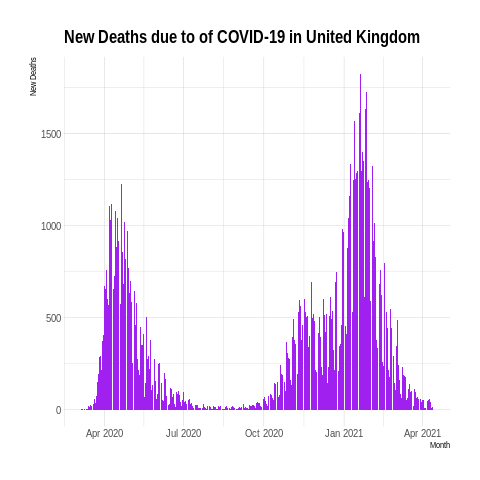 New Deaths due to of COVID-19 in United Kingdom
New Deaths
1500
1000
500
0
Apr 2020 Jul 2020 Oct 2020 Jan 2021 Apr 2021
Month